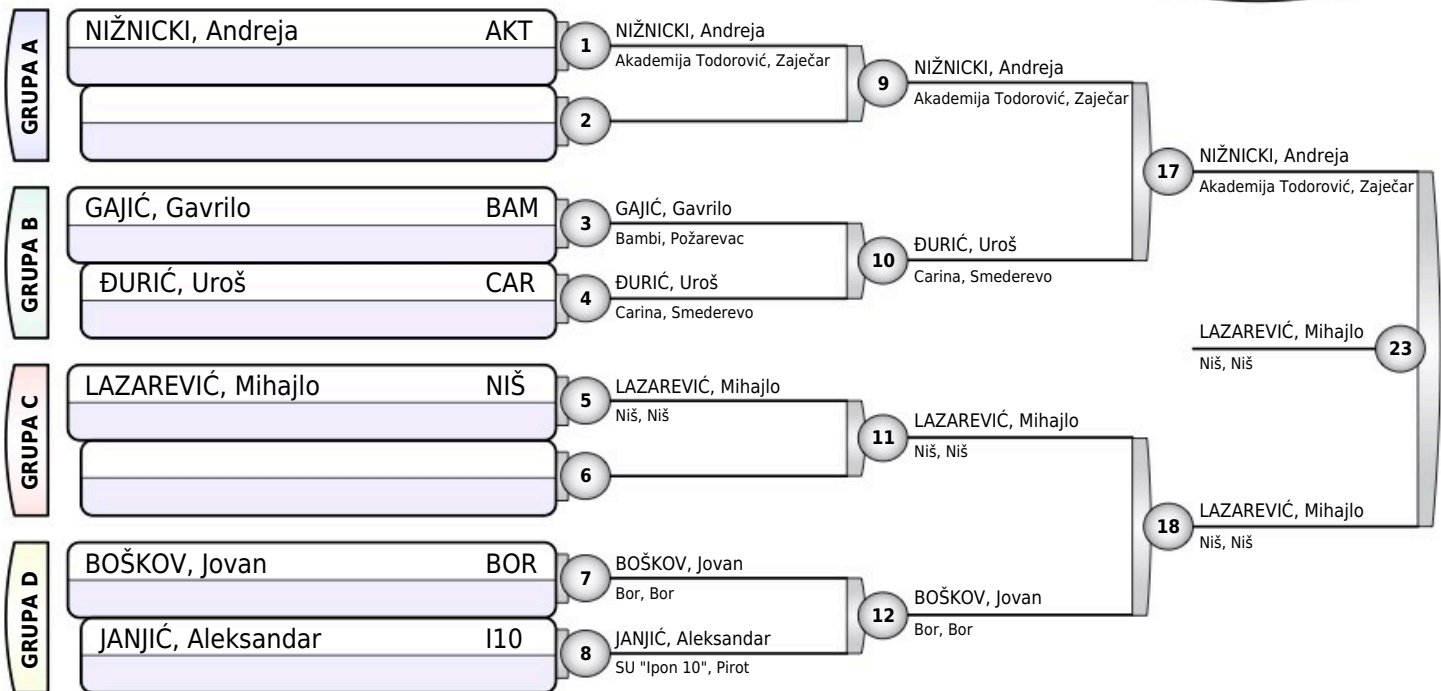 GRUPA A
NIŽNICKI, Andreja AKT
1
NIŽNICKI, Andreja
Akademija Todorović, Zaječar
2
9
NIŽNICKI, Andreja
Akademija Todorović, Zaječar
GRUPA B
GAJIĆ, Gavrilo BAM
3
GAJIĆ, Gavrilo
Bambi, Požarevac
ĐURIĆ, Uroš CAR
4
ĐURIĆ, Uroš
Carina, Smederevo
10
ĐURIĆ, Uroš
Carina, Smederevo
17
NIŽNICKI, Andreja
Akademija Todorović, Zaječar
LAZAREVIĆ, Mihajlo
Niš, Niš
23
GRUPA C
LAZAREVIĆ, Mihajlo NIŠ
5
LAZAREVIĆ, Mihajlo
Niš, Niš
6
11
LAZAREVIĆ, Mihajlo
Niš, Niš
GRUPA D
BOŠKOV, Jovan BOR
7
BOŠKOV, Jovan
Bor, Bor
JANJIĆ, Aleksandar I10
8
JANJIĆ, Aleksandar
SU "Ipon 10", Pirot
12
BOŠKOV, Jovan
Bor, Bor
18
LAZAREVIĆ, Mihajlo
Niš, Niš